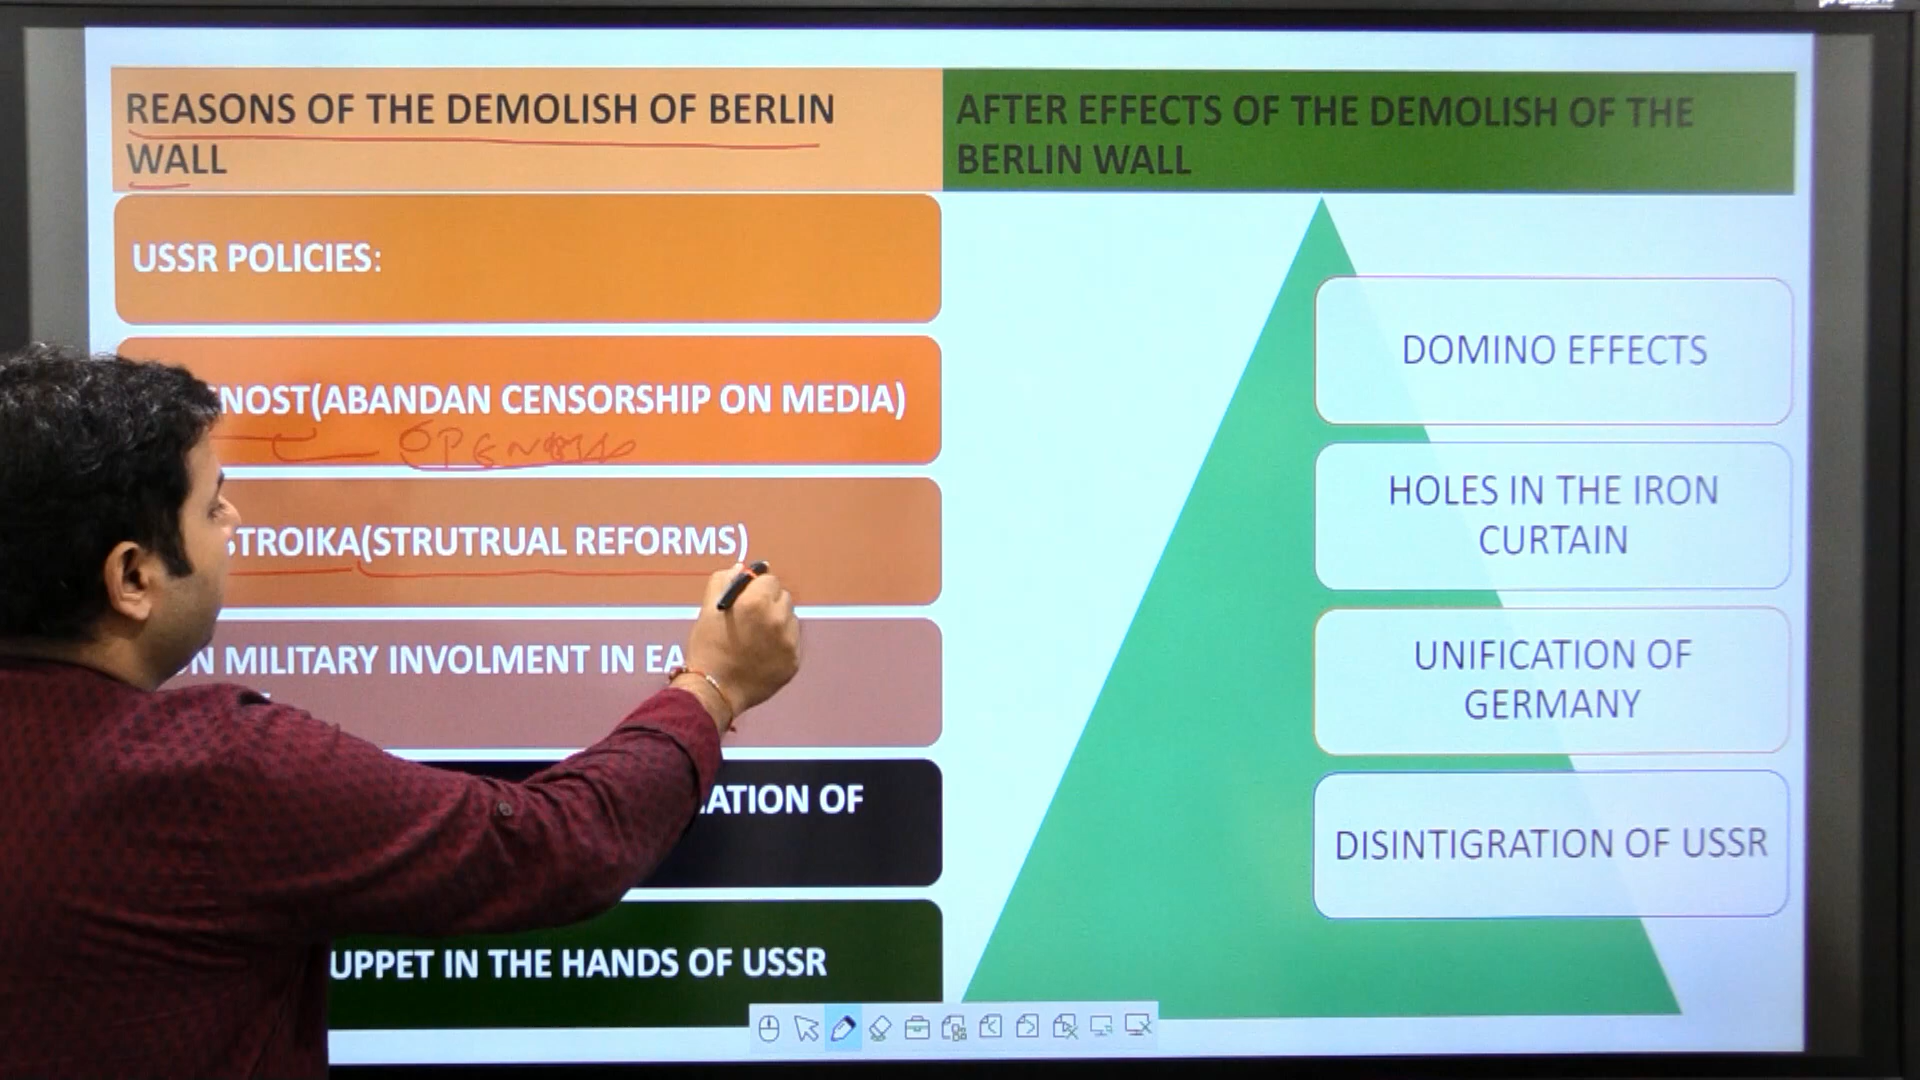 REASONS OF THE DEMOLISH OF BERLIN
WALL
USSR POLICIES:
NOST(ABANDAN CENSORSHIP ON MEDIA)
OPEN
STROIKA(STRUTRUAL REFORMS)
N MILITARY INVOLMENT IN EA
ATION OF
UPPET IN THE HANDS OF USSR
AFTER EFFECTS OF THE DEMOLISH OF THE
BERLIN WALL
DOMINO EFFECTS
HOLES IN THE IRON
CURTAIN
UNIFICATION OF
GERMANY
DISINTIGRATION OF USSR